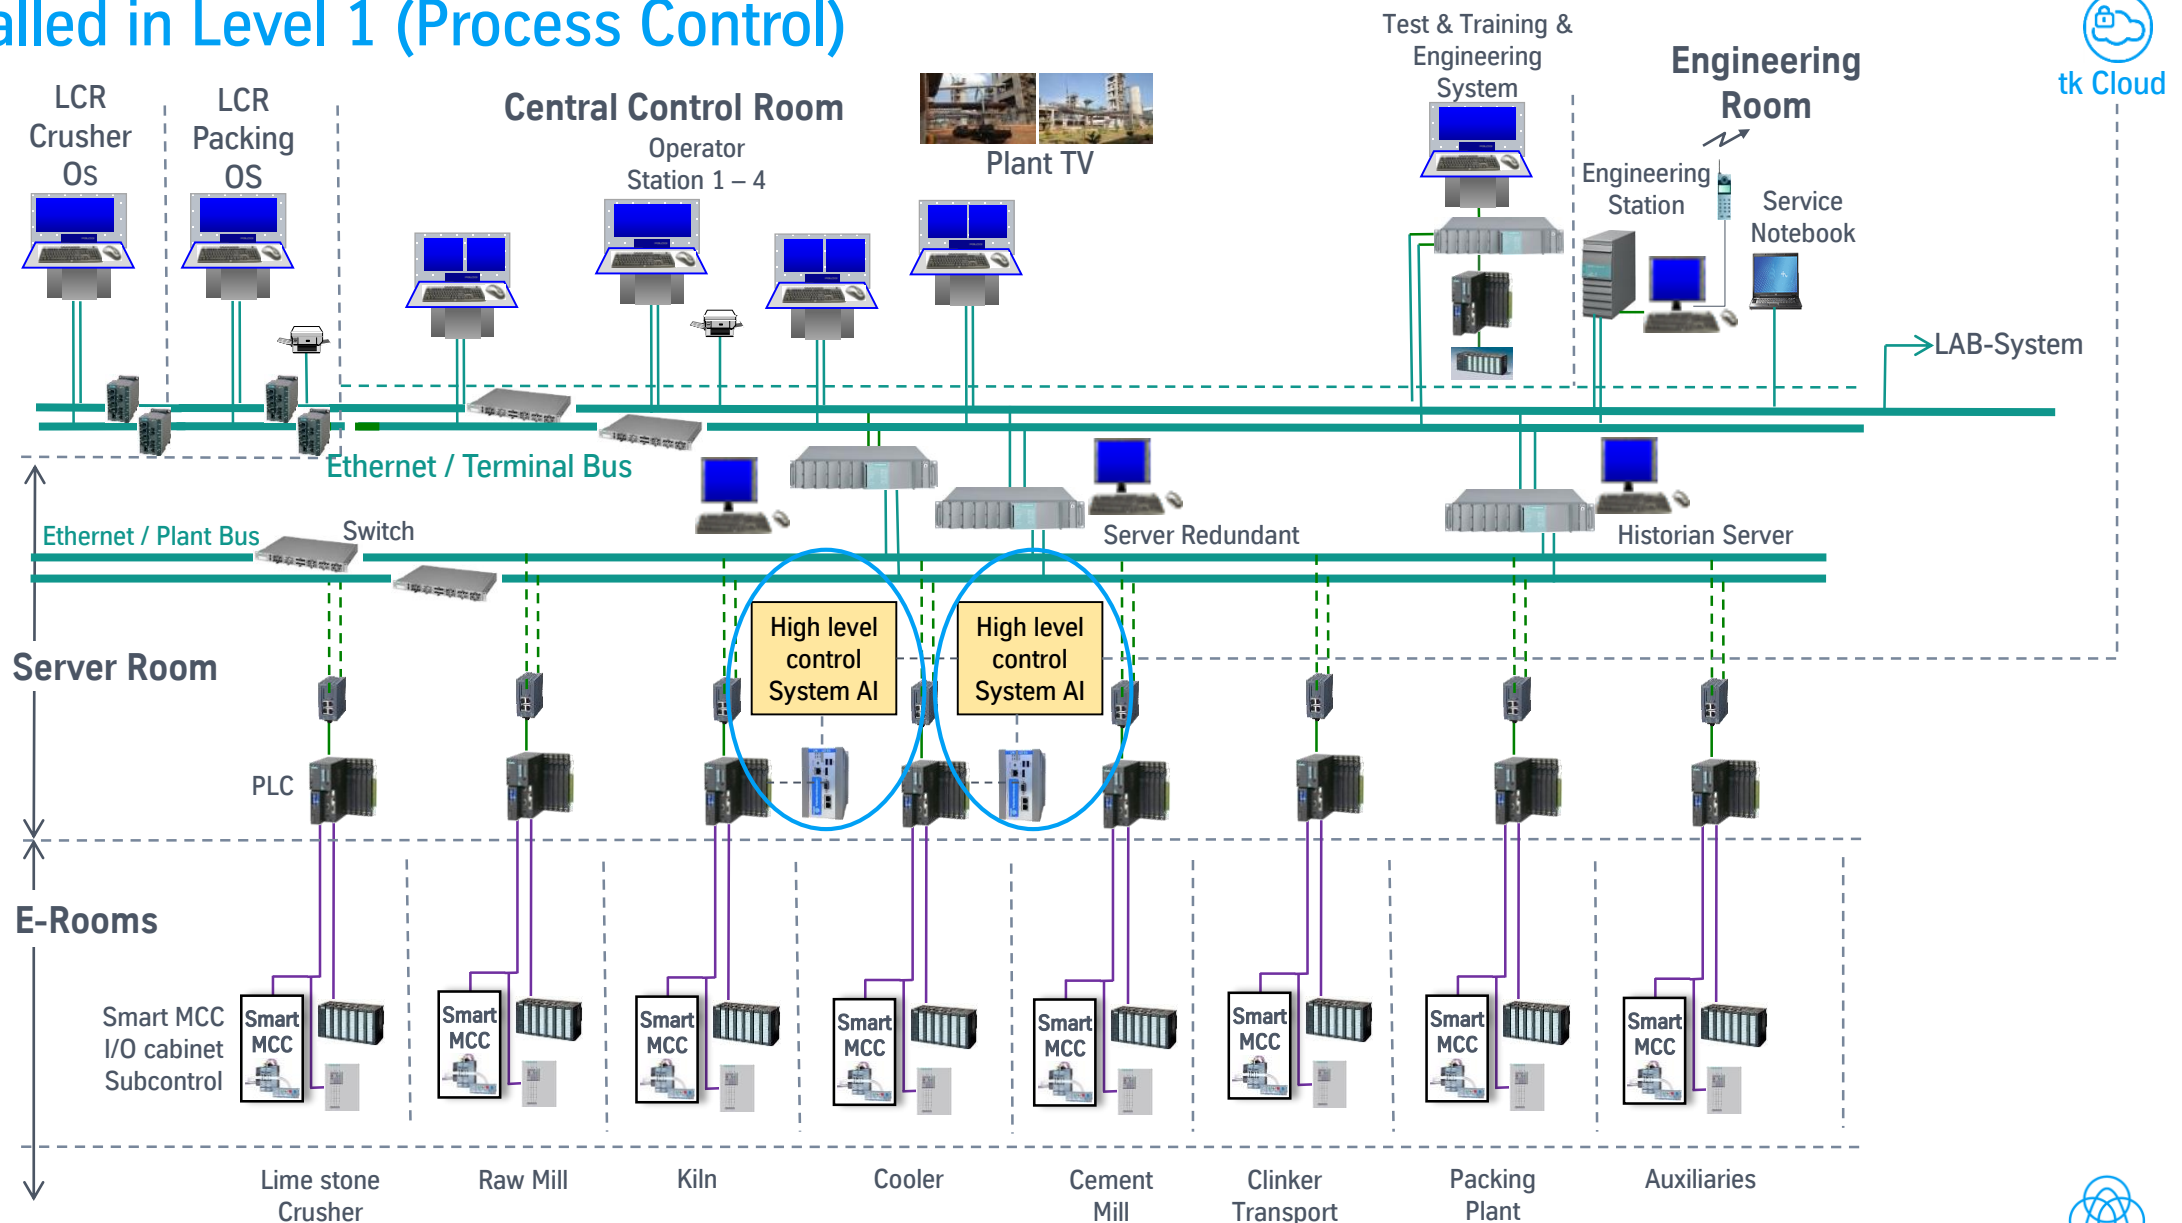 alled in Level 1 (Process Control)
tk Cloud
LCR
Crusher
Os
LCR
Packing
OS
Central Control Room
Operator
Station 1 – 4
Plant TV
Test & Training &
Engineering
System
Engineering
Room
Engineering
Station
Service
Notebook
LAB-System
Ethernet / Terminal Bus
Ethernet / Plant Bus
Switch
Server Redundant
Historian Server
High level
control
System AI
High level
control
System AI
Server Room
PLC
E-Rooms
Smart MCC
I/O cabinet
Subcontrol
Smart
MCC
Smart
MCC
Smart
MCC
Smart
MCC
Smart
MCC
Smart
MCC
Smart
MCC
Smart
MCC
Lime stone
Crusher
Raw Mill
Kiln
Cooler
Cement
Mill
Clinker
Transport
Packing
Plant
Auxiliaries